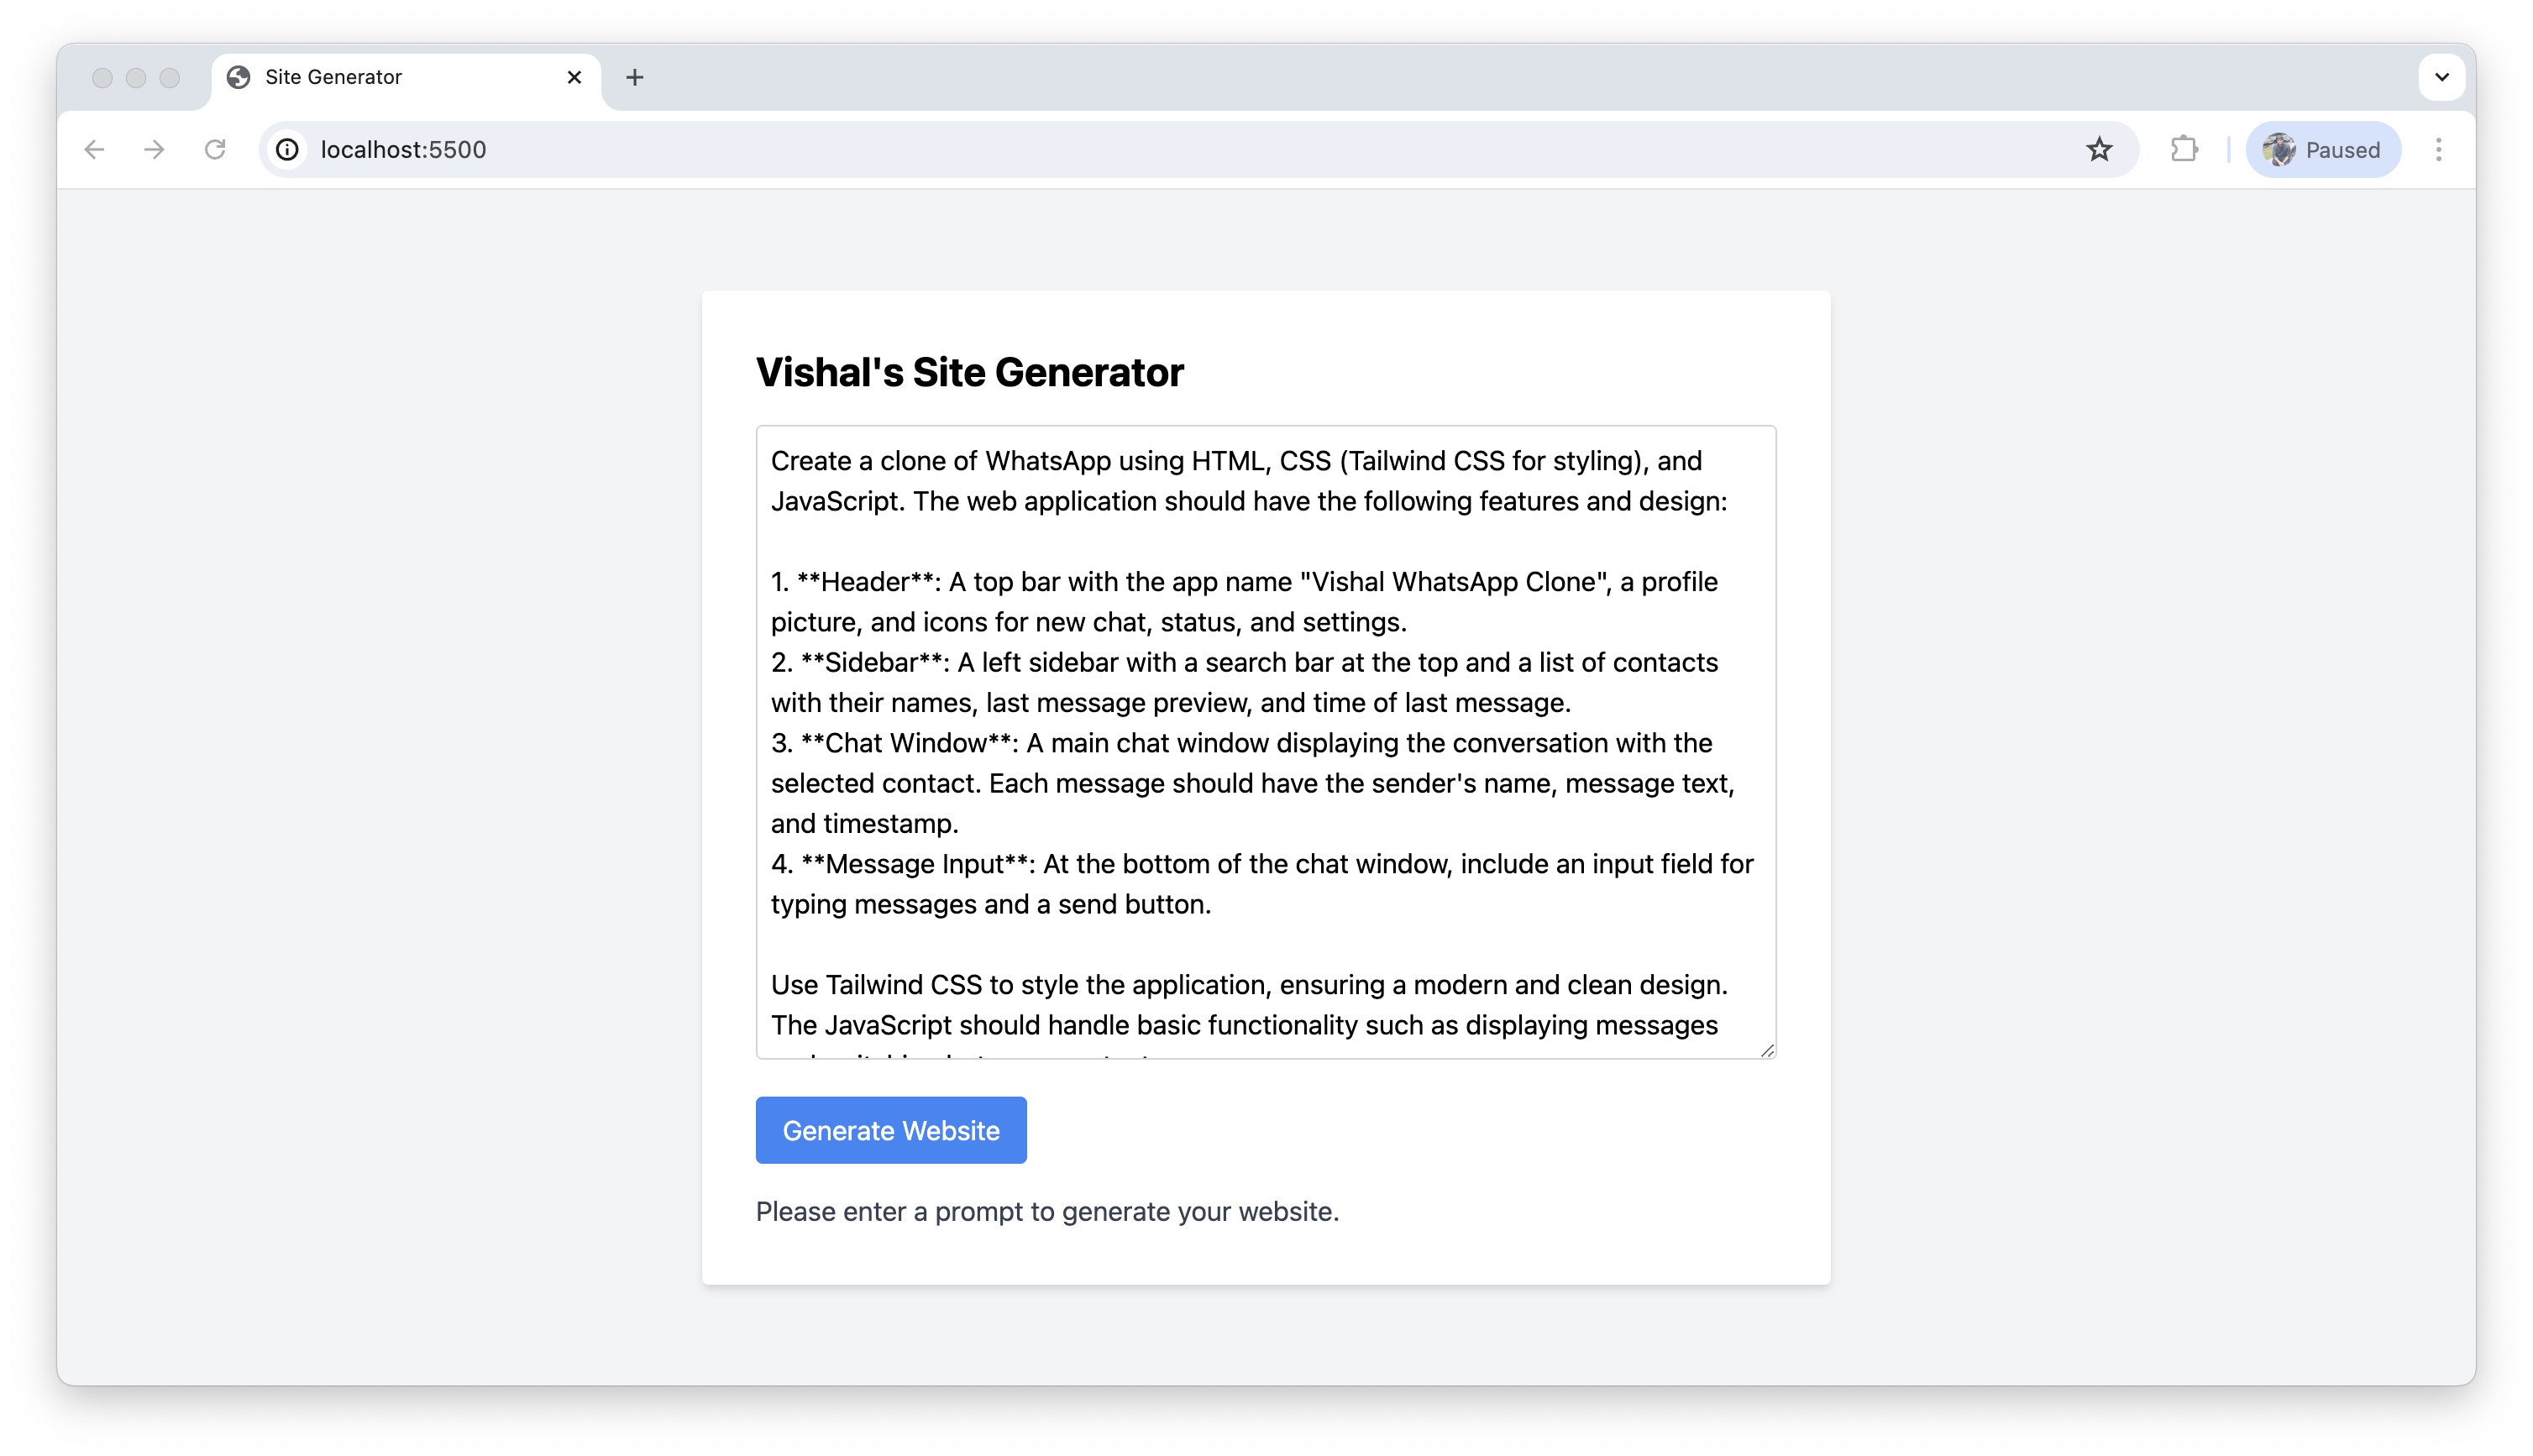 Site Generator
localhost:5500
Paused
Vishal's Site Generator
Create a clone of WhatsApp using HTML, CSS (Tailwind CSS for styling), and
JavaScript. The web application should have the following features and design:
1. **Header**: A top bar with the app name "Vishal WhatsApp Clone", a profile
picture, and icons for new chat, status, and settings.
2. **Sidebar**: A left sidebar with a search bar at the top and a list of contacts
with their names, last message preview, and time of last message.
3. **Chat Window**: A main chat window displaying the conversation with the
selected contact. Each message should have the sender's name, message text,
and timestamp.
4. **Message Input**: At the bottom of the chat window, include an input field for
typing messages and a send button.
Use Tailwind CSS to style the application, ensuring a modern and clean design.
The JavaScript should handle basic functionality such as displaying messages
Generate Website
Please enter a prompt to generate your website.